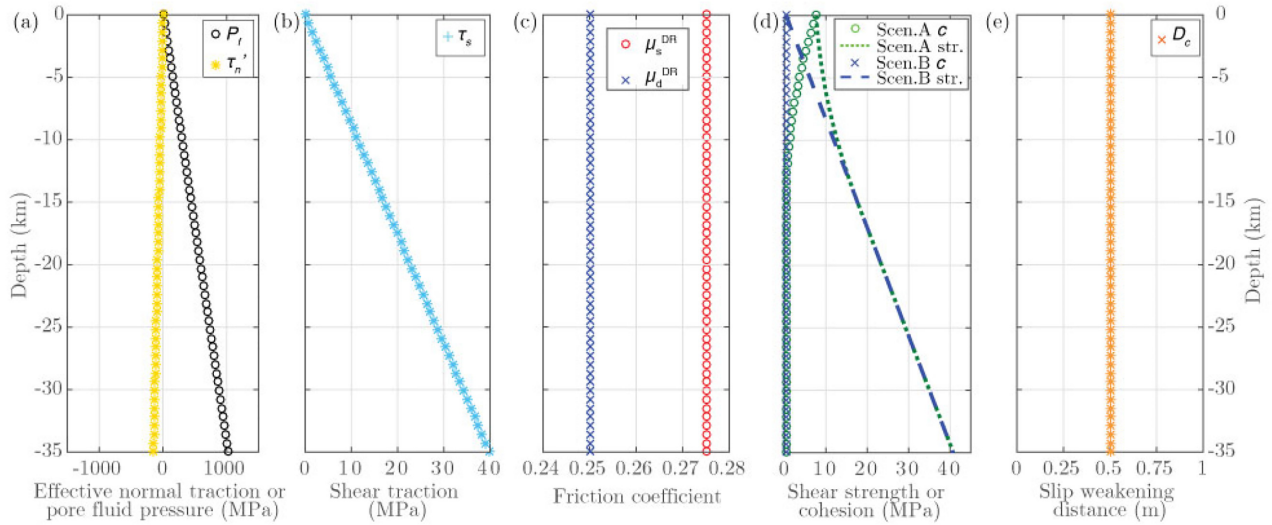 (a)
P_f
τ_n'
Depth (km)
0
-5
-10
-15
-20
-25
-30
-35
-1000
0
1000
Effective normal traction or
pore fluid pressure (MPa)
(b)
τ_s
0
10
20
30
40
Shear traction
(MPa)
(c)
μ_s^DR
μ_d^DR
0.24
0.25
0.26
0.27
0.28
Friction coefficient
(d)
Scen.A c
Scen.A str.
Scen.B c
Scen.B str.
0
10
20
30
40
Shear strength or
cohesion (MPa)
(e)
D_c
0
0.25
0.5
0.75
1
Slip weakening
distance (m)
0
-5
-10
-15
-20
-25
-30
-35
Depth (km)